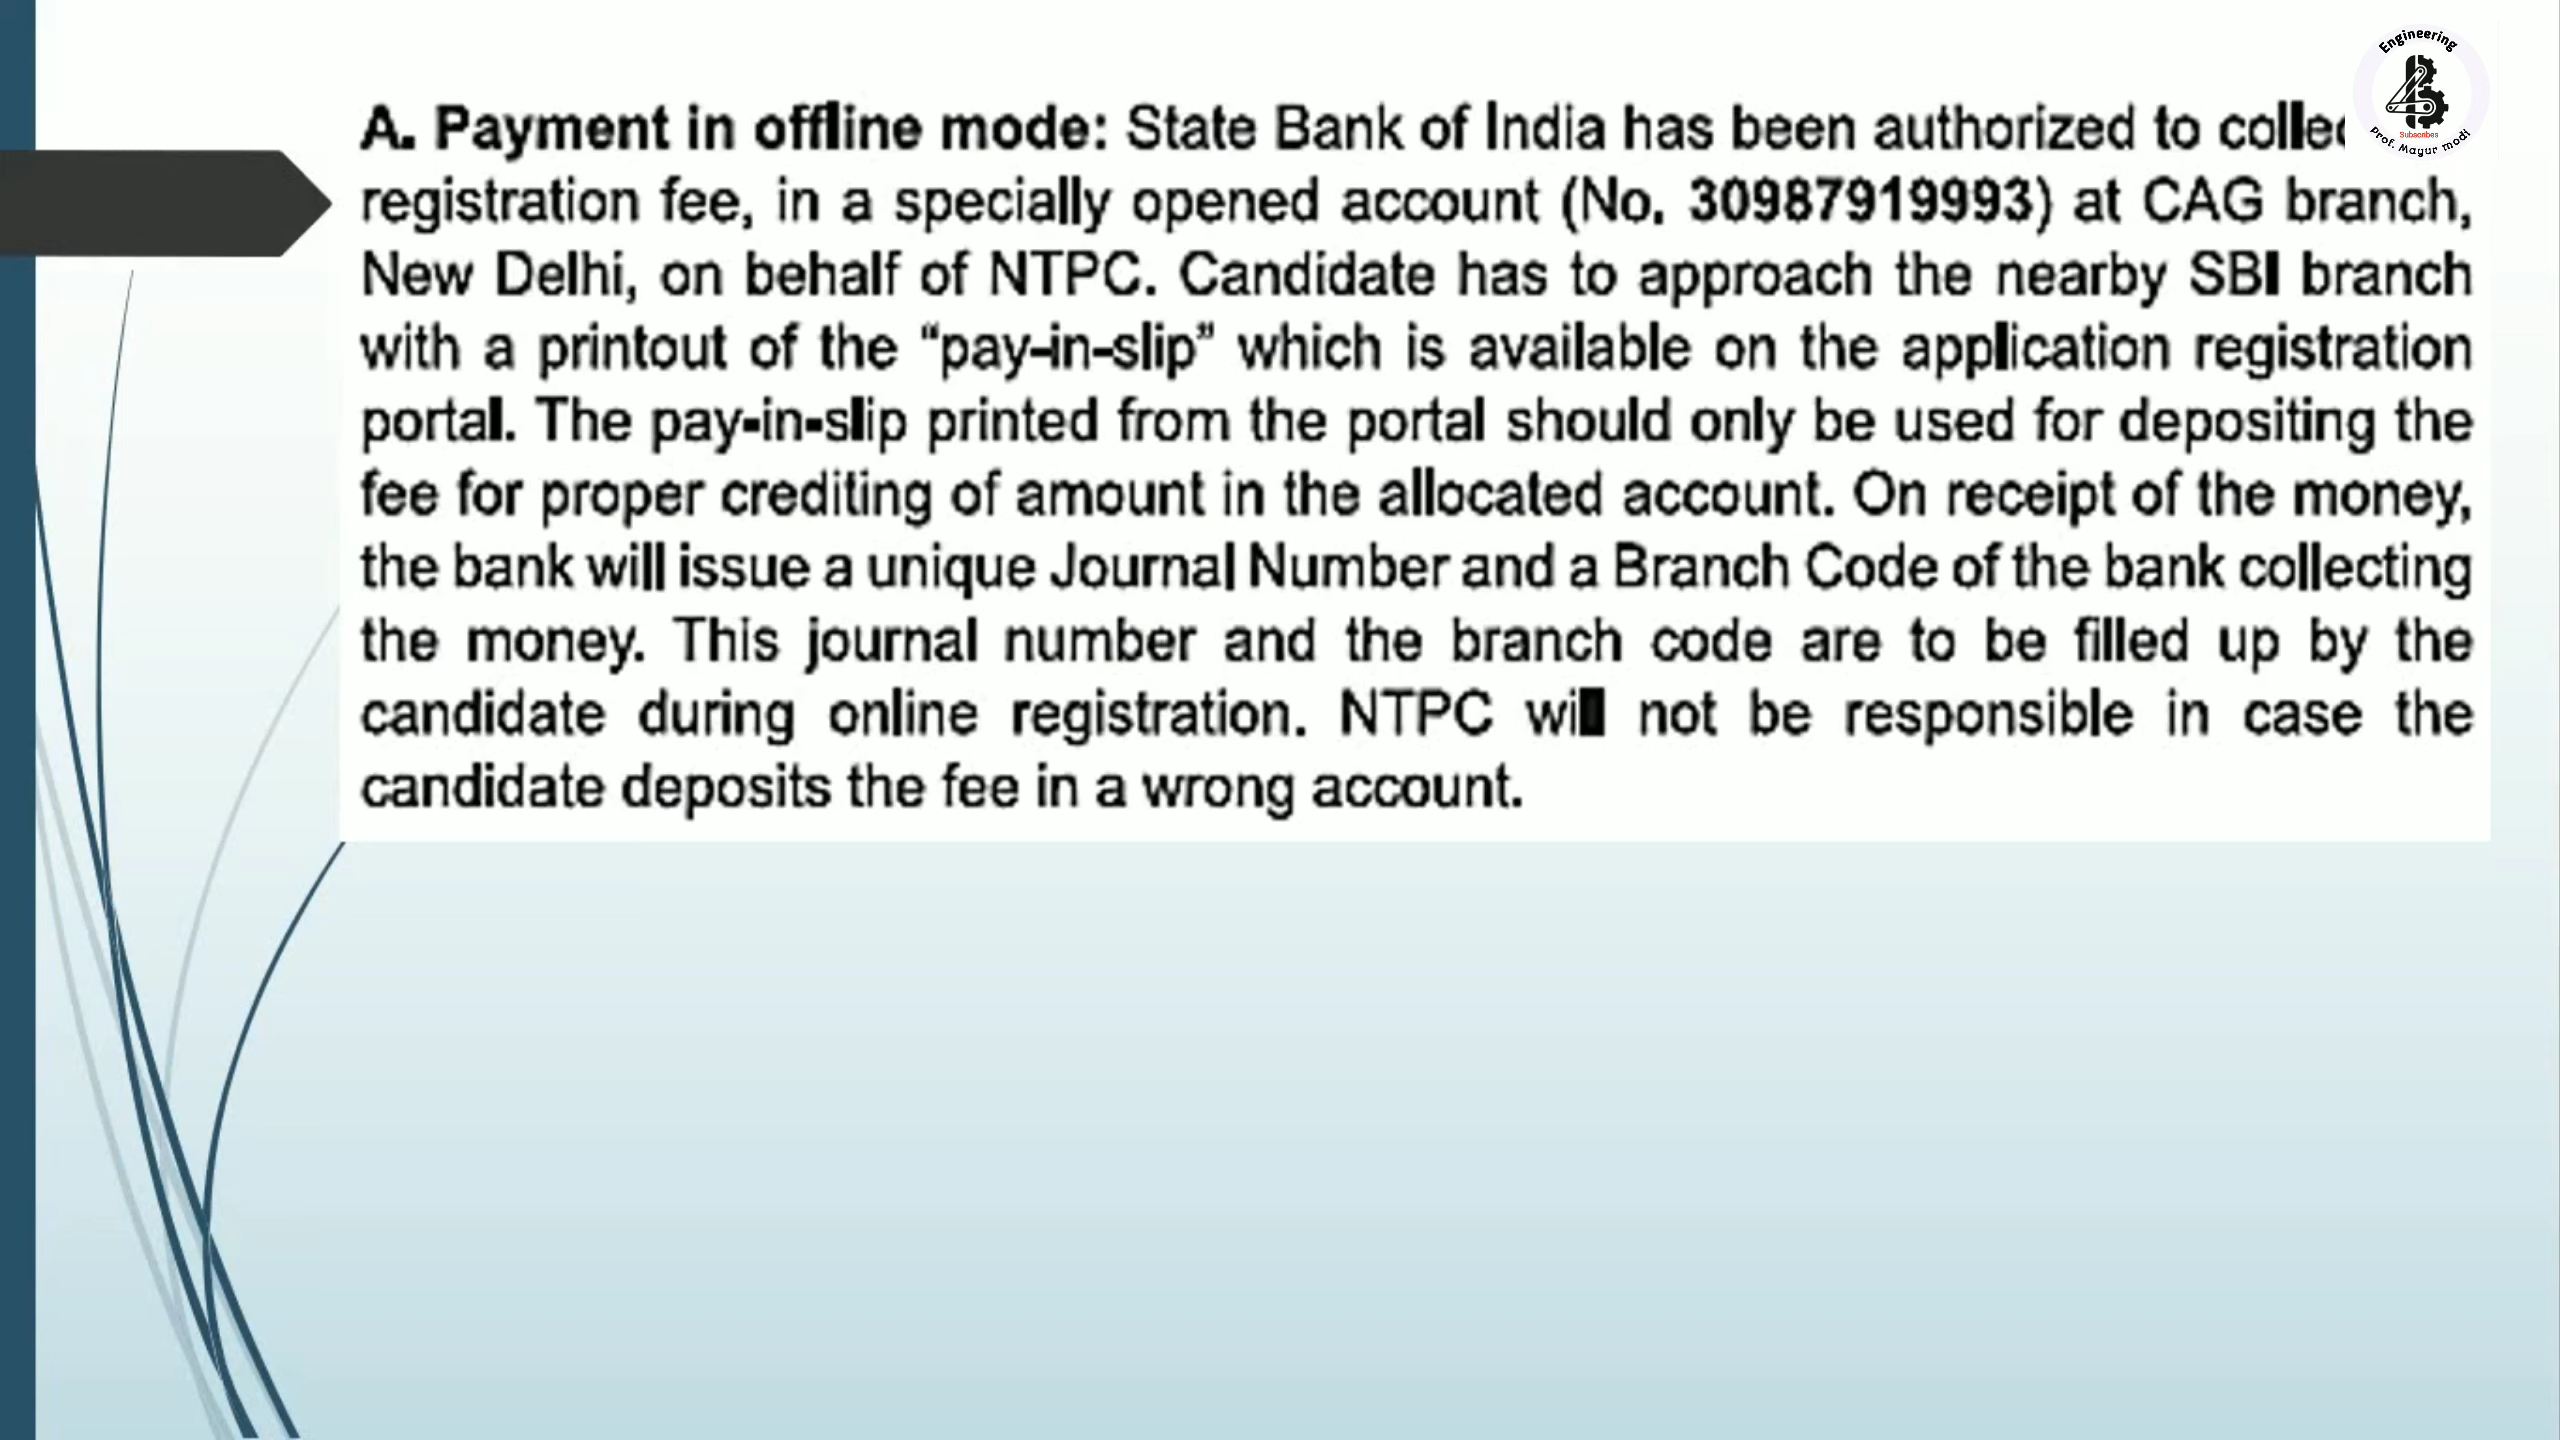 Engineering
Subscribes
Prof. Mayur modi
A. Payment in offline mode: State Bank of India has been authorized to collec
registration fee, in a specially opened account (No. 30987919993) at CAG branch,
New Delhi, on behalf of NTPC. Candidate has to approach the nearby SBI branch
with a printout of the “pay-in-slip” which is available on the application registration
portal. The pay-in-slip printed from the portal should only be used for depositing the
fee for proper crediting of amount in the allocated account. On receipt of the money,
the bank will issue a unique Journal Number and a Branch Code of the bank collecting
the money. This journal number and the branch code are to be filled up by the
candidate during online registration. NTPC will not be responsible in case the
candidate deposits the fee in a wrong account.